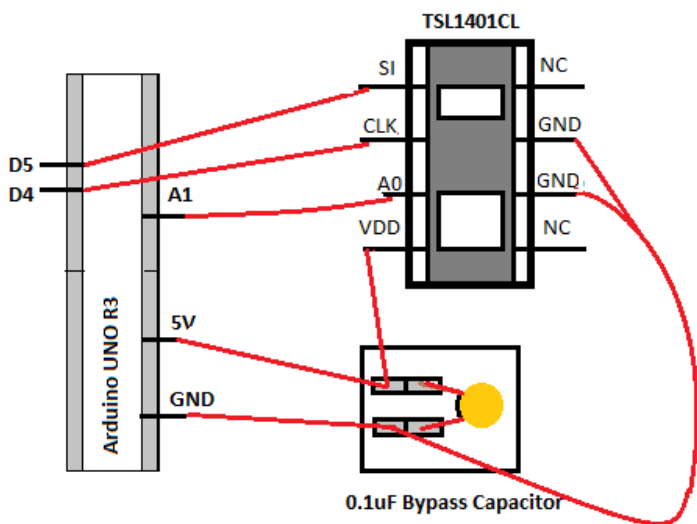 TSL1401CL
SI
NC
CLK
GND
D5
D4
A1
A0
GND
VDD
NC
Arduino UNO R3
5V
GND
0.1uF Bypass Capacitor